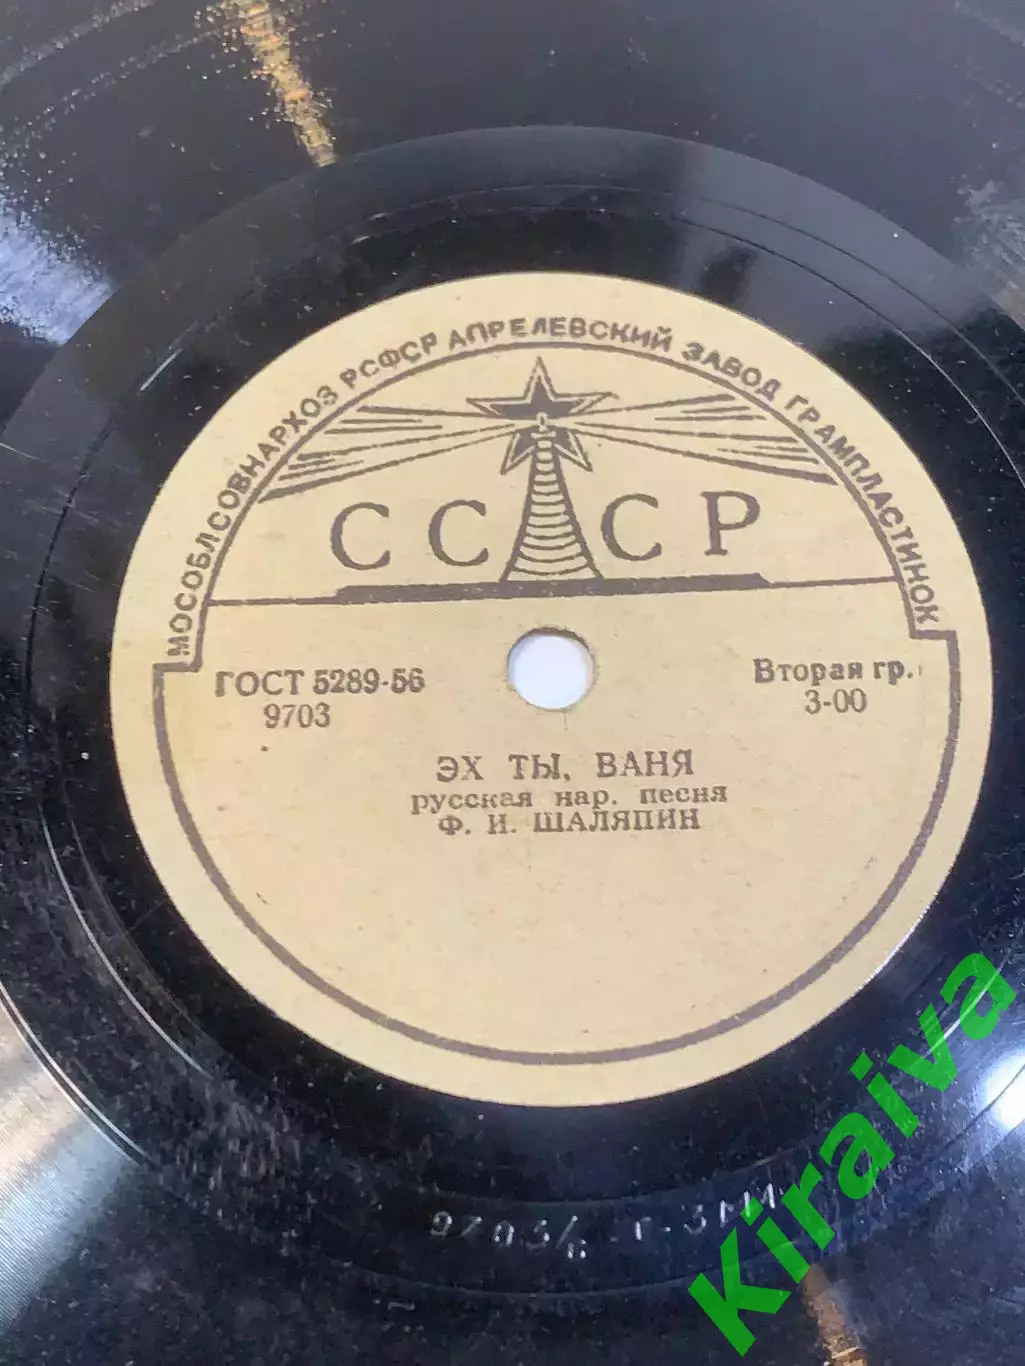 МОСОБЛСОВНАРХОЗ РСФСР АПРЕЛЕВСКИЙ ЗАВОД ГРАМПЛАСТИНОК
СССР
ГОСТ 5289-56
9703
Вторая гр.
3-00
ЭХ ТЫ, ВАНЯ
русская нар. песня
Ф. И. ШАЛЯПИН
Kiraiva